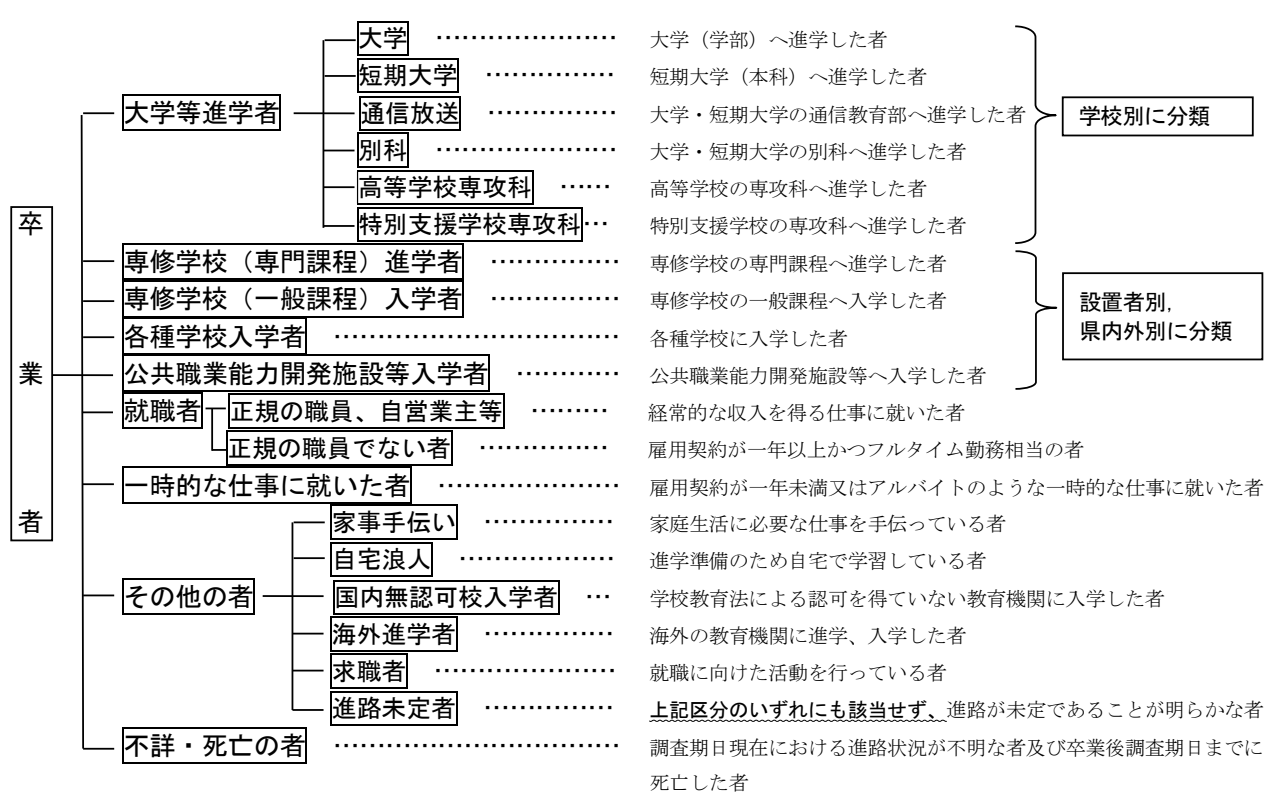 大学 ………………… 大学（学部）へ進学した者
短期大学 …………… 短期大学（本科）へ進学した者
大学等進学者 通信放送 ……………… 大学・短期大学の通信教育部へ進学した者 学校別に分類
別科 ………………… 大学・短期大学の別科へ進学した者
高等学校専攻科 …… 高等学校の専攻科へ進学した者
特別支援学校専攻科… 特別支援学校の専攻科へ進学した者
卒業者
専修学校（専門課程）進学者 …………… 専修学校の専門課程へ進学した者
専修学校（一般課程）入学者 …………… 専修学校の一般課程へ入学した者
設置者別,
県内外別に分類
各種学校入学者 …………………………… 各種学校に入学した者
公共職業能力開発施設等入学者 ………… 公共職業能力開発施設等へ入学した者
就職者 正規の職員、自営業主等 ……… 経常的な収入を得る仕事に就いた者
正規の職員でない者 …………… 雇用契約が一年以上かつフルタイム勤務相当の者
一時的な仕事に就いた者 ………………… 雇用契約が一年未満又はアルバイトのような一時的な仕事に就いた者
家事手伝い …………… 家庭生活に必要な仕事を手伝っている者
自宅浪人 ……………… 進学準備のため自宅で学習している者
その他の者 国内無認可校入学者 … 学校教育法による認可を得ていない教育機関に入学した者
海外進学者 …………… 海外の教育機関に進学、入学した者
求職者 ………………… 就職に向けた活動を行っている者
進路未定者 …………… 上記区分のいずれにも該当せず、進路が未定であることが明らかな者
不詳・死亡の者 …………………………… 調査期日現在における進路状況が不明な者及び卒業後調査期日までに
死亡した者